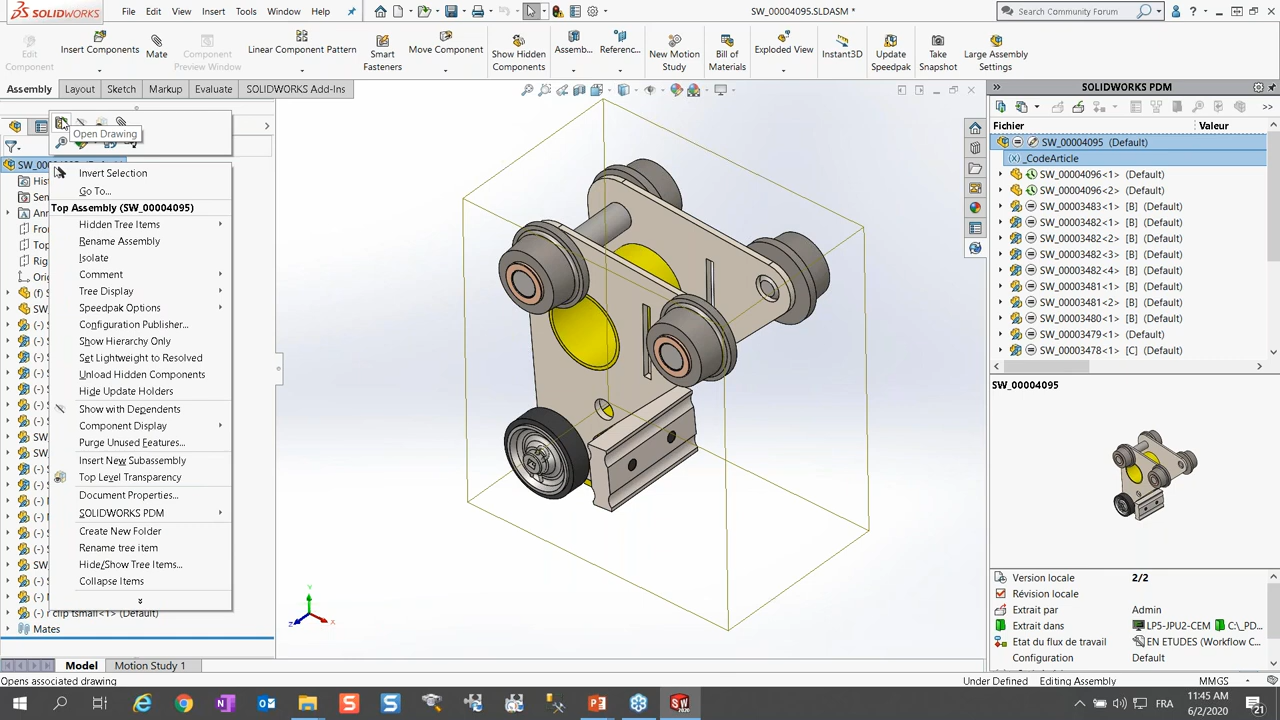 SOLIDWORKS
File Edit View Insert Tools Window Help
SW_00004095.SLDASM *
Search Community Forum
Edit Component
Insert Components
Mate
Component Preview Window
Linear Component Pattern
Smart Fasteners
Move Component
Show Hidden Components
Assemb...
Referenc...
New Motion Study
Bill of Materials
Exploded View
Instant3D
Update Speedpak
Take Snapshot
Large Assembly Settings
Assembly Layout Sketch Markup Evaluate SOLIDWORKS Add-Ins
Open Drawing
Invert Selection
Go To...
Top Assembly (SW_00004095)
Hidden Tree Items
Rename Assembly
Isolate
Comment
Tree Display
Speedpak Options
Configuration Publisher...
Show Hierarchy Only
Set Lightweight to Resolved
Unload Hidden Components
Hide Update Holders
Show with Dependents
Component Display
Purge Unused Features...
Insert New Subassembly
Top Level Transparency
Document Properties...
SOLIDWORKS PDM
Create New Folder
Rename tree item
Hide/Show Tree Items...
Collapse Items
(-) r clip tsmall<1> (Default)
Mates
Model Motion Study 1
Opens associated drawing
Y
X
Z
SOLIDWORKS PDM
Fichier Valeur
SW_00004095 (Default)
(x) _CodeArticle
SW_00004096<1> (Default)
SW_00004096<2> (Default)
SW_00003483<1> [B] (Default)
SW_00003482<1> [B] (Default)
SW_00003482<2> [B] (Default)
SW_00003482<3> [B] (Default)
SW_00003482<4> [B] (Default)
SW_00003481<1> [B] (Default)
SW_00003481<2> [B] (Default)
SW_00003480<1> [B] (Default)
SW_00003479<1> [B] (Default)
SW_00003478<1> [C] (Default)
SW_00004095
Version locale 2/2
Révision locale
Extrait par Admin
Extrait dans LP5-JPU2-CEM C:\_PD...
Etat du flux de travail EN ETUDES (Workflow C...
Configuration Default
Under Defined Editing Assembly MMGS
FRA
11:45 AM
6/2/2020
21